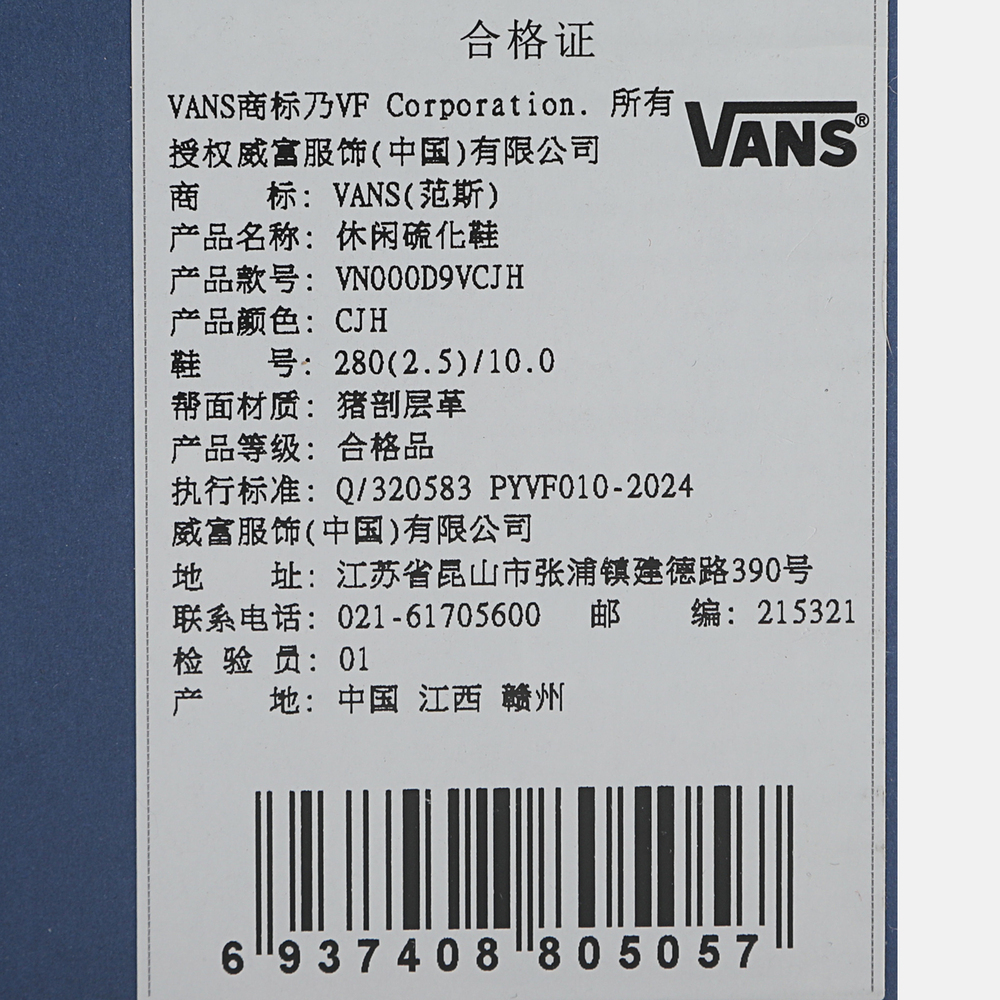 合格证
VANS商标乃VF Corporation. 所有
授权威富服饰(中国)有限公司
VANS®
商 标: VANS(范斯)
产品名称: 休闲硫化鞋
产品款号: VN000D9VCJH
产品颜色: CJH
鞋 号: 280(2.5)/10.0
帮面材质: 猪剖层革
产品等级: 合格品
执行标准: Q/320583 PYVF010-2024
威富服饰(中国)有限公司
地 址: 江苏省昆山市张浦镇建德路390号
联系电话: 021-61705600 邮 编: 215321
检 验 员: 01
产 地: 中国 江西 赣州
6 937408 805057